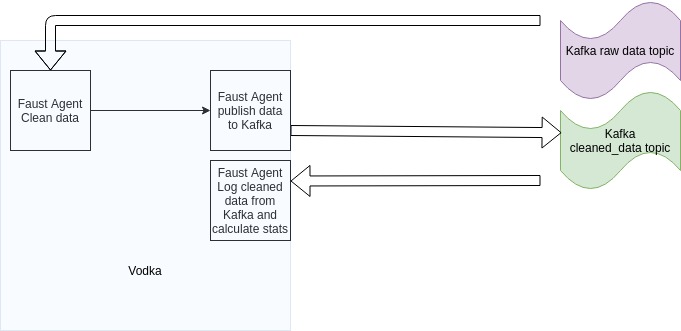 Kafka raw data topic
Faust Agent
Clean data
Faust Agent
publish data
to Kafka
Kafka
cleaned_data topic
Faust Agent
Log cleaned
data from
Kafka and
calculate stats
Vodka